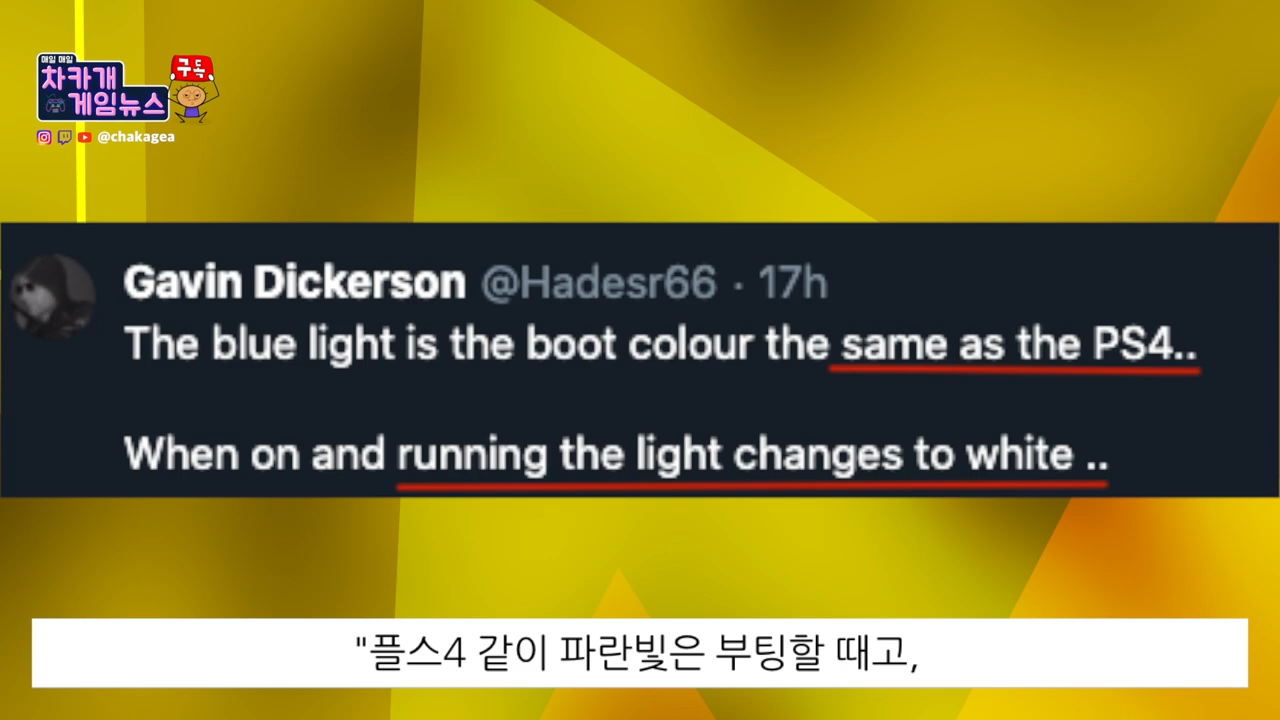 매일 매일
차카개
게임뉴스
구독
@chakagea
Gavin Dickerson @Hadesr66 · 17h
The blue light is the boot colour the same as the PS4..
When on and running the light changes to white ..
"플스4 같이 파란빛은 부팅할 때고,